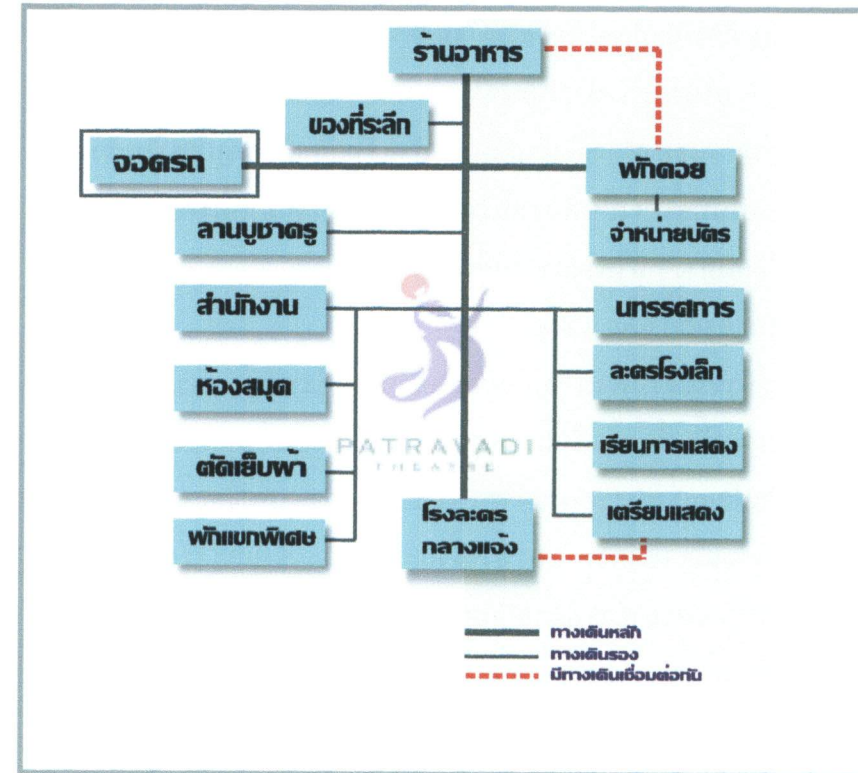 ร้านอาหาร
ของที่ระลึก
จอดรถ
พักคอย
ลานบูชาครู
จำหน่ายบัตร
สำนักงาน
นทรรศการ
ห้องสมุด
ละครโรงเล็ก
PATRAVADI
THEATRE
ตัดเย็บผ้า
เรียนการแสดง
พักแขกพิเศษ
โรงละคร
กลางแจ้ง
เตรียมแสดง
ทางเดินหลัก
ทางเดินรอง
มีทางเดินเชื่อมต่อกัน